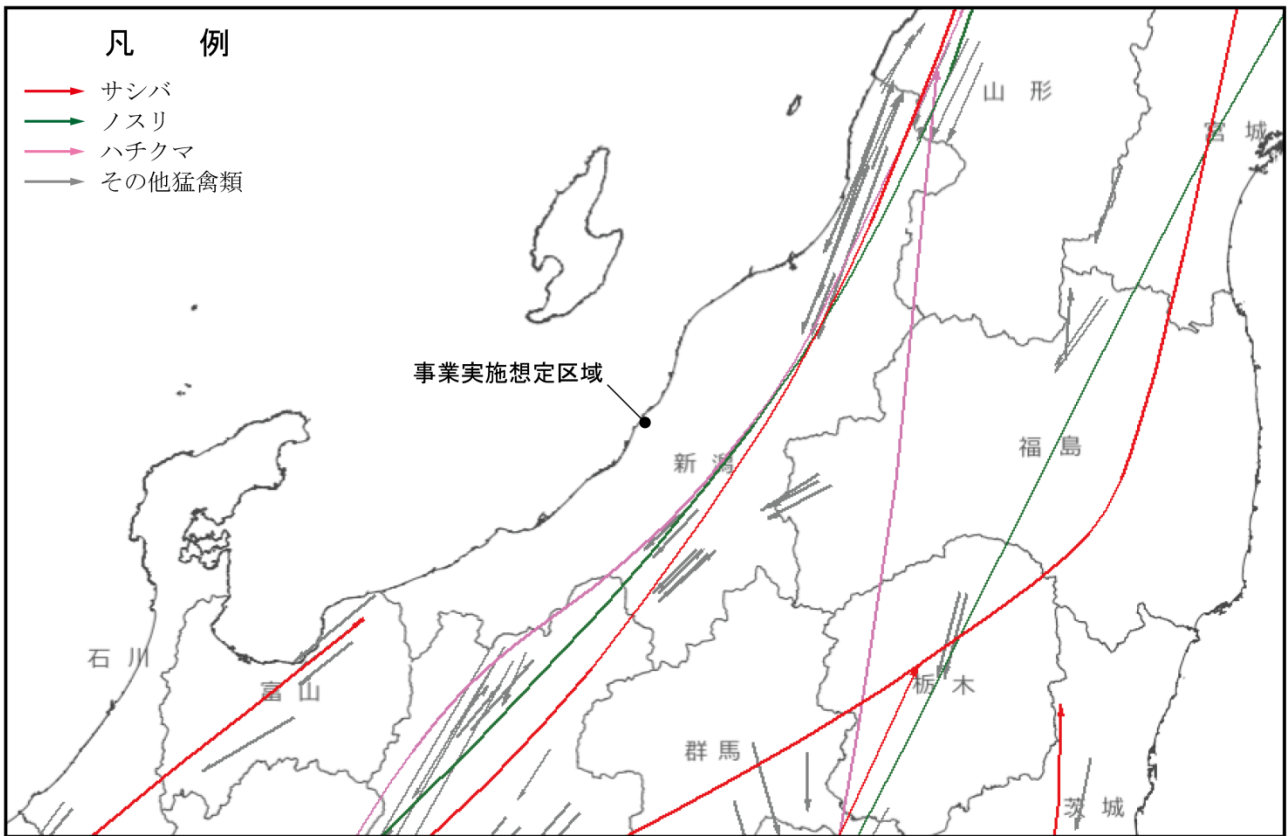 凡　例
サシバ
ノスリ
ハチクマ
その他猛禽類
山 形
宮 城
事業実施想定区域
新 潟
福 島
石 川
富 山
群 馬
栃 木
茨 城